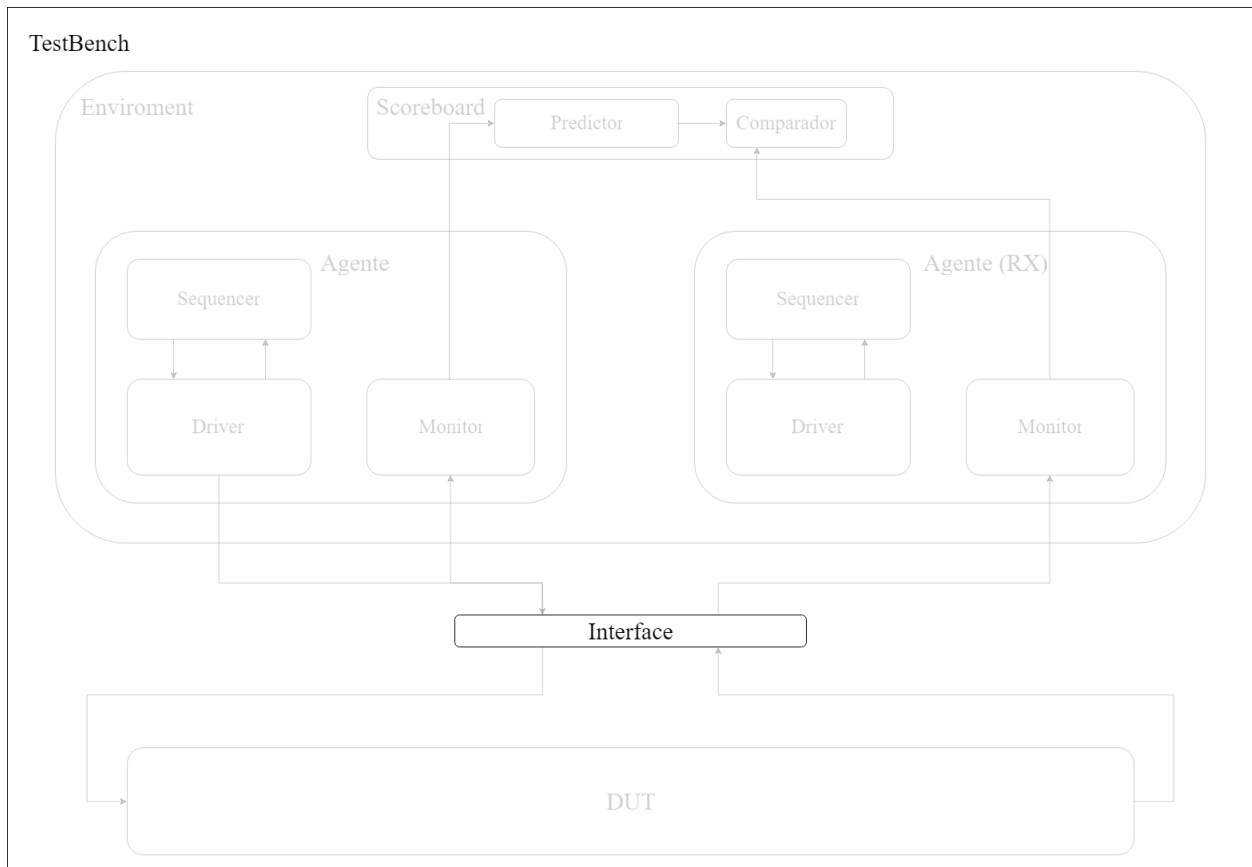 TestBench
Enviroment
Scoreboard
Predictor
Comparador
Agente
Sequencer
Driver
Monitor
Agente (RX)
Sequencer
Driver
Monitor
Interface
DUT